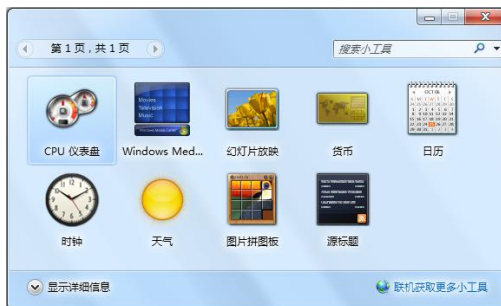 第 1 页，共 1 页
搜索小工具
CPU 仪表盘
Windows Med...
幻灯片放映
货币
日历
时钟
天气
图片拼图板
源标题
显示详细信息
联机获取更多小工具